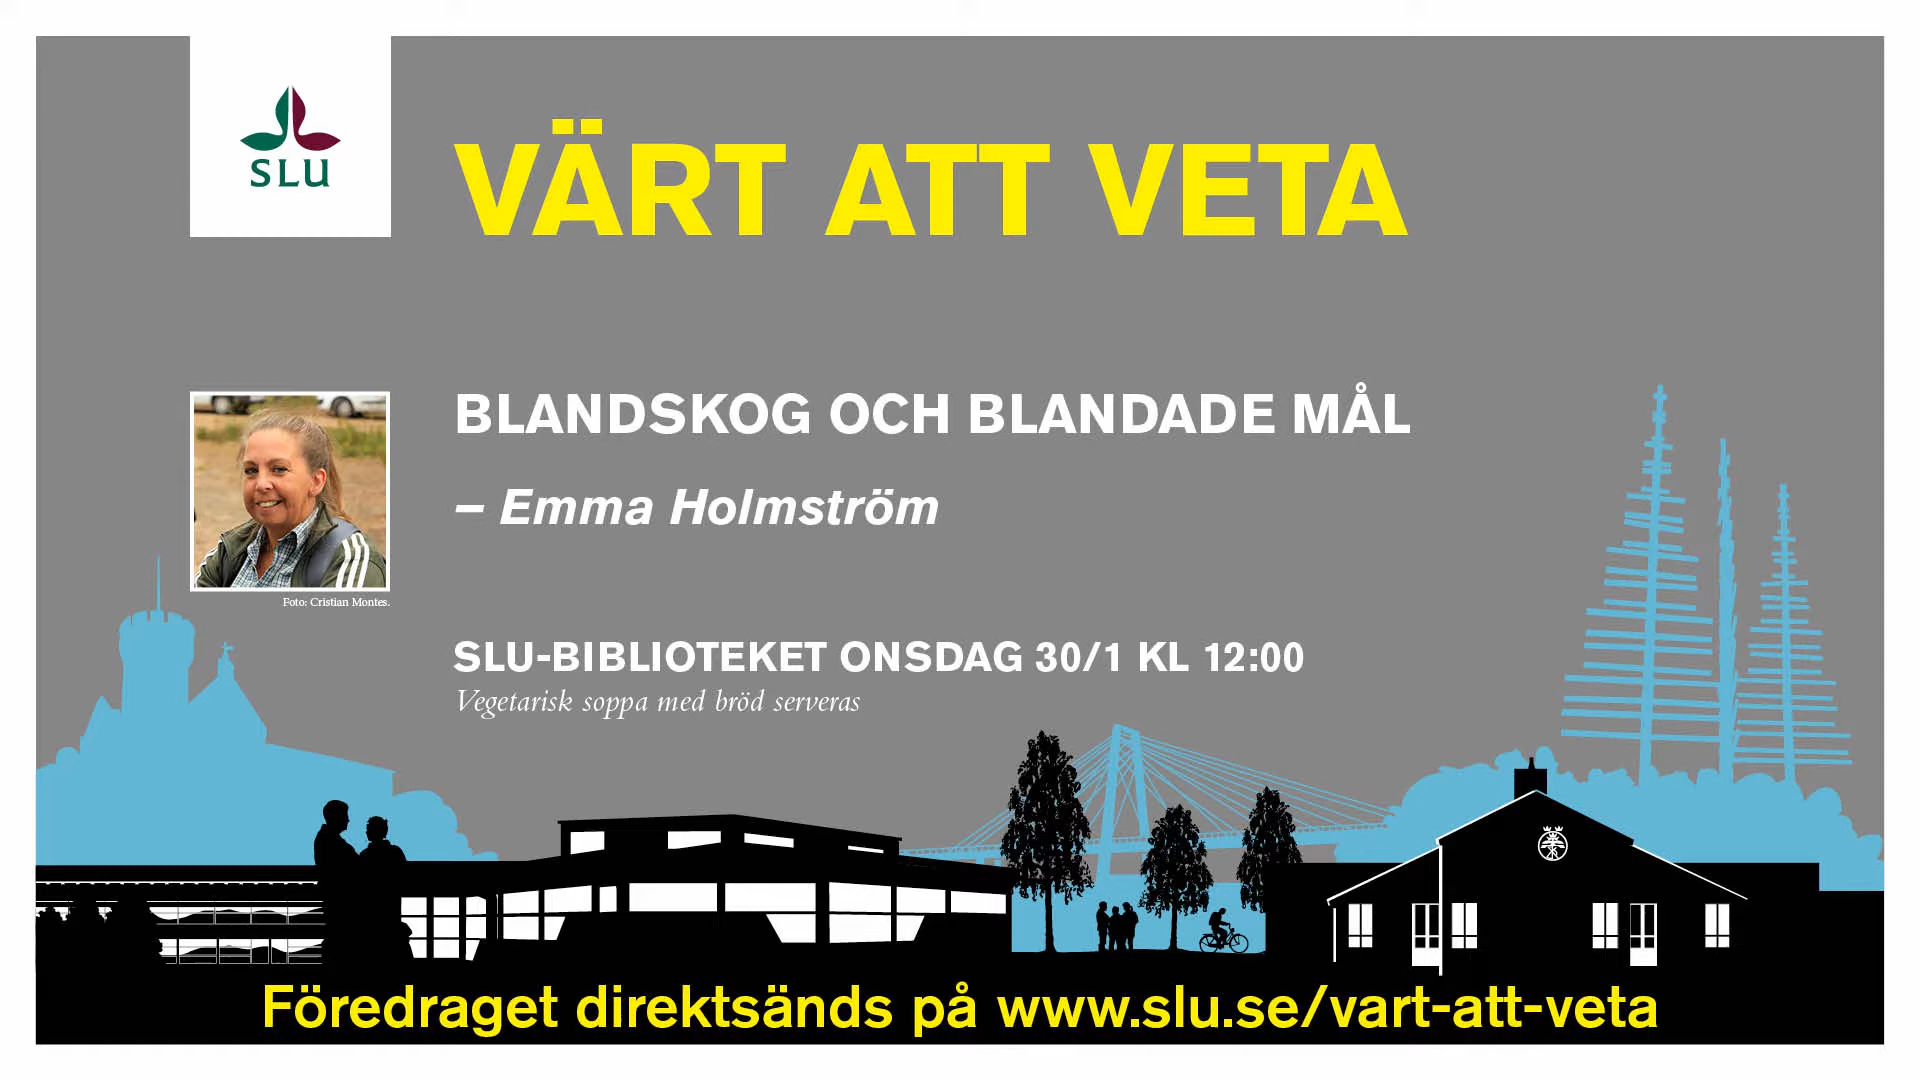 SLU
VÄRT ATT VETA
BLANDSKOG OCH BLANDADE MÅL
– Emma Holmström
Foto: Cristian Montes.
SLU-BIBLIOTEKET ONSDAG 30/1 KL 12:00
Vegetarisk soppa med bröd serveras
Föredraget direktsänds på www.slu.se/vart-att-veta